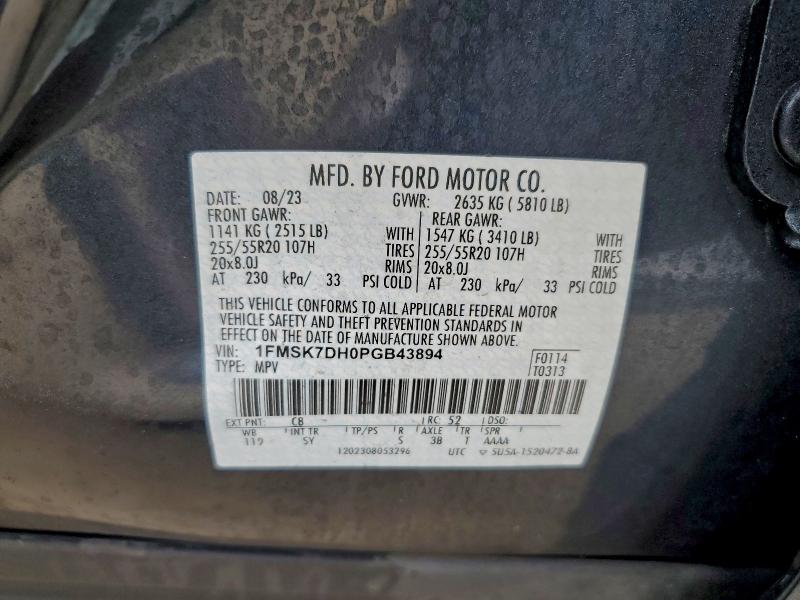 MFD. BY FORD MOTOR CO.
DATE: 08/23 GVWR: 2635 KG ( 5810 LB)
FRONT GAWR: REAR GAWR:
1141 KG ( 2515 LB) WITH 1547 KG ( 3410 LB) WITH
255/55R20 107H TIRES 255/55R20 107H TIRES
20x8.0J RIMS 20x8.0J RIMS
AT 230 kPa/ 33 PSI COLD AT 230 kPa/ 33 PSI COLD
THIS VEHICLE CONFORMS TO ALL APPLICABLE FEDERAL MOTOR
VEHICLE SAFETY AND THEFT PREVENTION STANDARDS IN
EFFECT ON THE DATE OF MANUFACTURE SHOWN ABOVE.
VIN: 1FMSK7DH0PGB43894 F0114
TYPE: MPV T0313
EXT PNT: C8 RC: 52 DSO:
WB INT TR TP/PS R AXLE TR SPR
119 SY S 3B T AAAA
1202308053296 UTC ▽ 5U5A-1520472-BA